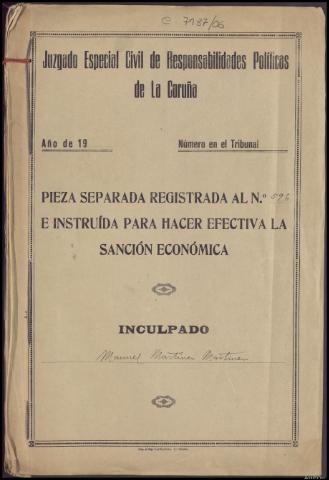 C 7187/06
Juzgado Especial Civil de Responsabilidades Políticas
de La Coruña
Año de 19 Número en el Tribunal
PIEZA SEPARADA REGISTRADA AL N.º 596
E INSTRUÍDA PARA HACER EFECTIVA LA
SANCIÓN ECONÓMICA
INCULPADO
Manuel Martínez Martínez